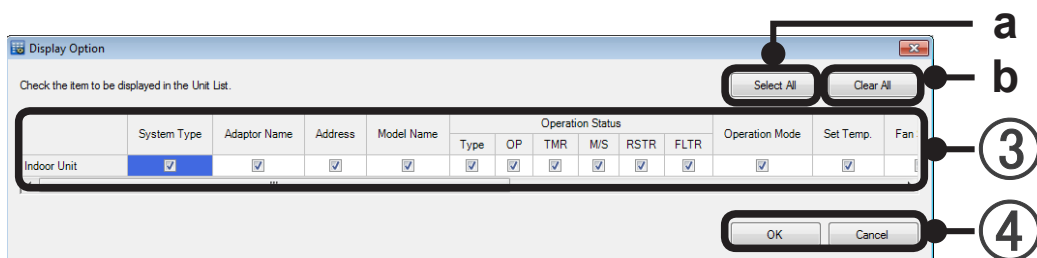 a
Display Option
Check the item to be displayed in the Unit List.
Select All
Clear All
b
System Type
Adaptor Name
Address
Model Name
Operation Status
Type
OP
TMR
M/S
RSTR
FLTR
Operation Mode
Set Temp.
Fan
Indoor Unit
③
OK
Cancel
④